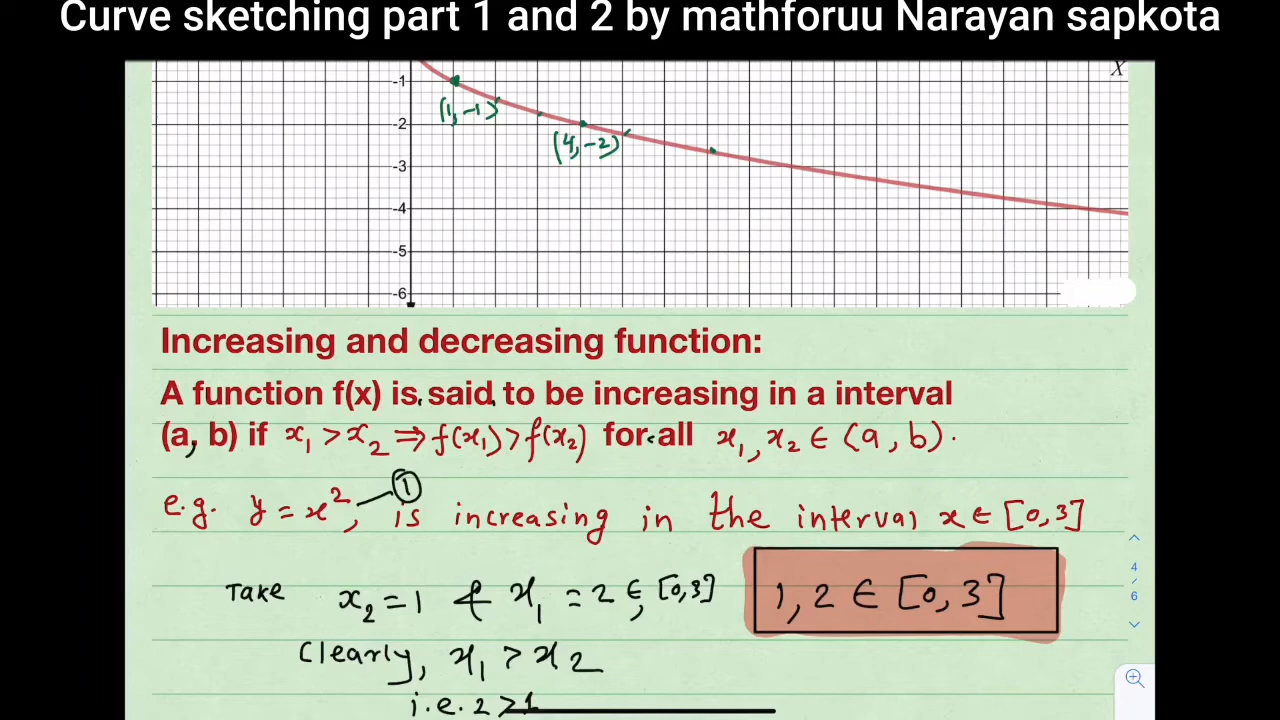 Curve sketching part 1 and 2 by mathforuu Narayan sapkota
X
-1
(1, -1)
-2
(4, -2)
-3
-4
-5
-6
Increasing and decreasing function:
A function f(x) is said to be increasing in a interval
(a, b) if x₁ > x₂ ⇒ f(x₁) > f(x₂) for all x₁, x₂ ∈ (a, b).
e.g. y = x², — ① is increasing in the interval x ∈ [0, 3]
Take x₂ = 1 & x₁ = 2 ∈, [0, 3] 1, 2 ∈ [0, 3]
Clearly, x₁ > x₂
i.e. 2 > 1
4
/
6